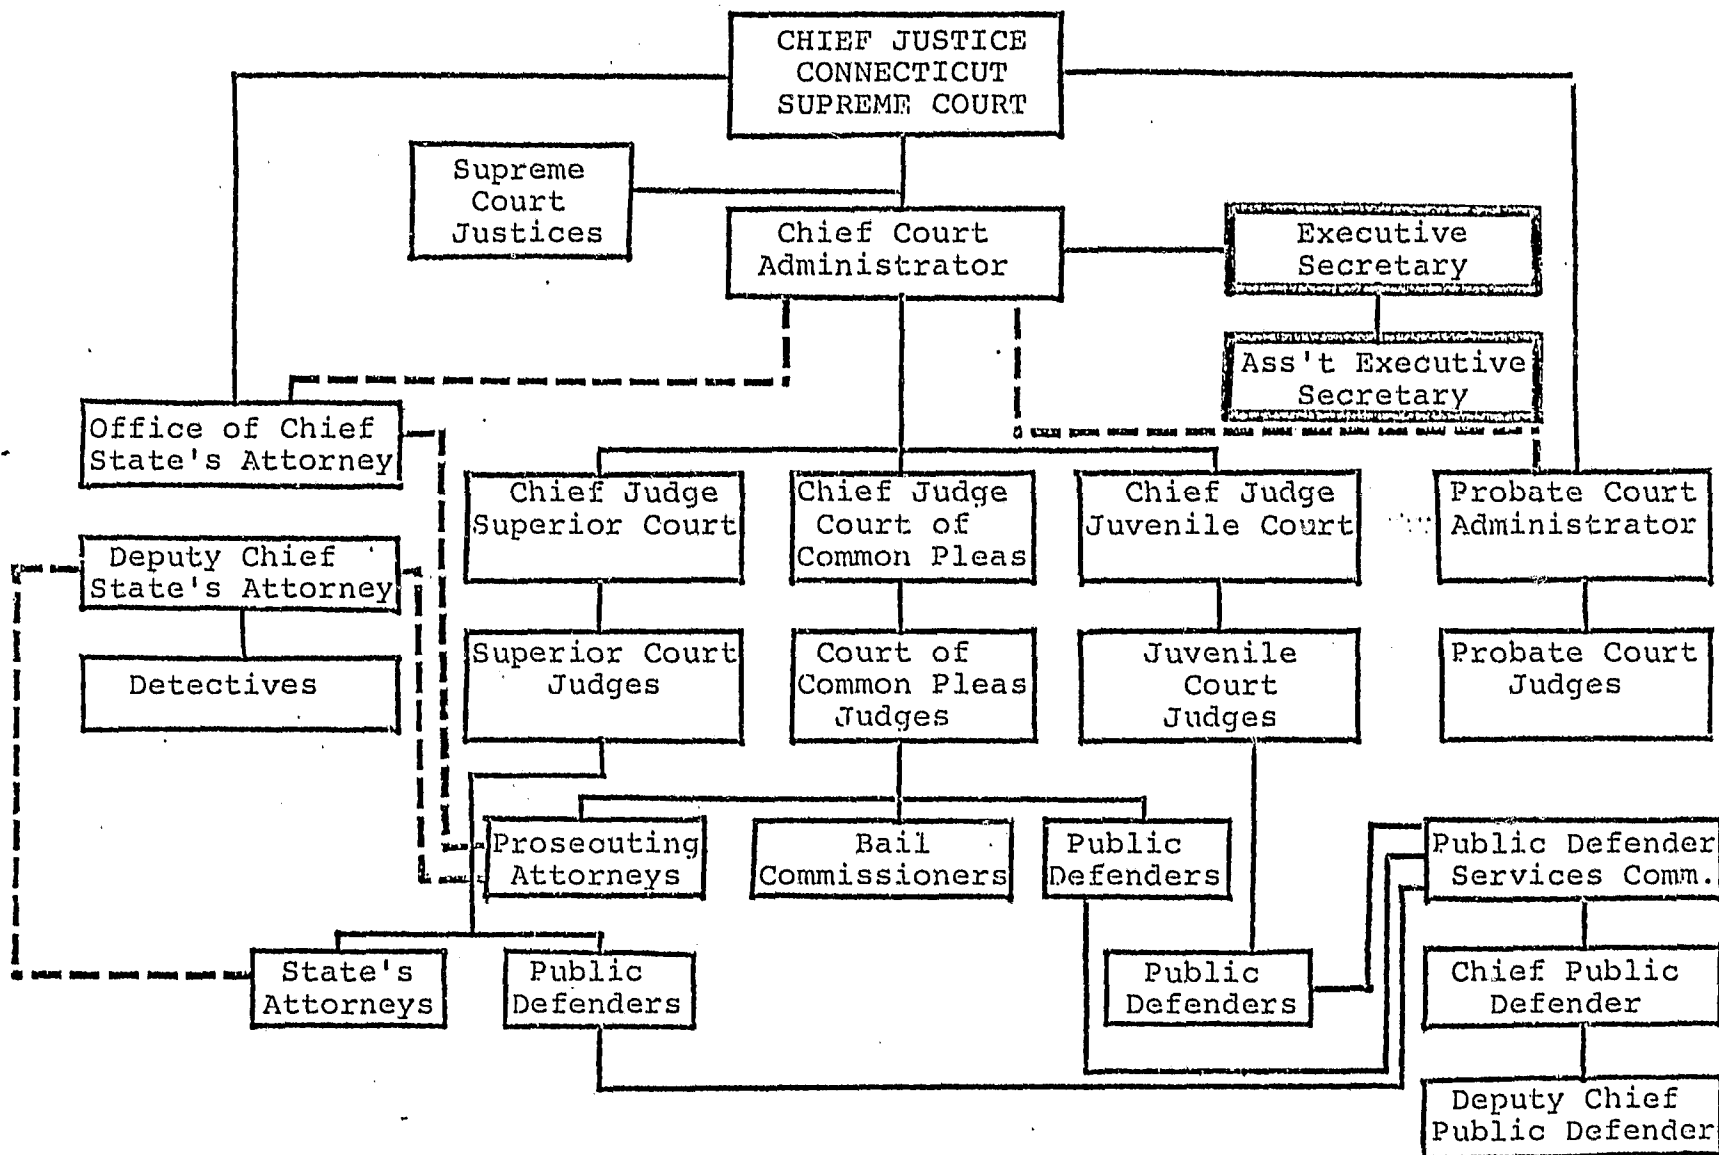 CHIEF JUSTICE
CONNECTICUT
SUPREME COURT
Supreme
Court
Justices
Chief Court
Administrator
Executive
Secretary
Ass't Executive
Secretary
Office of Chief
State's Attorney
Chief Judge
Superior Court
Chief Judge
Court of
Common Pleas
Chief Judge
Juvenile Court
Probate Court
Administrator
Deputy Chief
State's Attorney
Detectives
Superior Court
Judges
Court of
Common Pleas
Judges
Juvenile
Court
Judges
Probate Court
Judges
Prosecuting
Attorneys
Bail
Commissioners
Public
Defenders
Public Defender
Services Comm.
State's
Attorneys
Public
Defenders
Public
Defenders
Chief Public
Defender
Deputy Chief
Public Defender